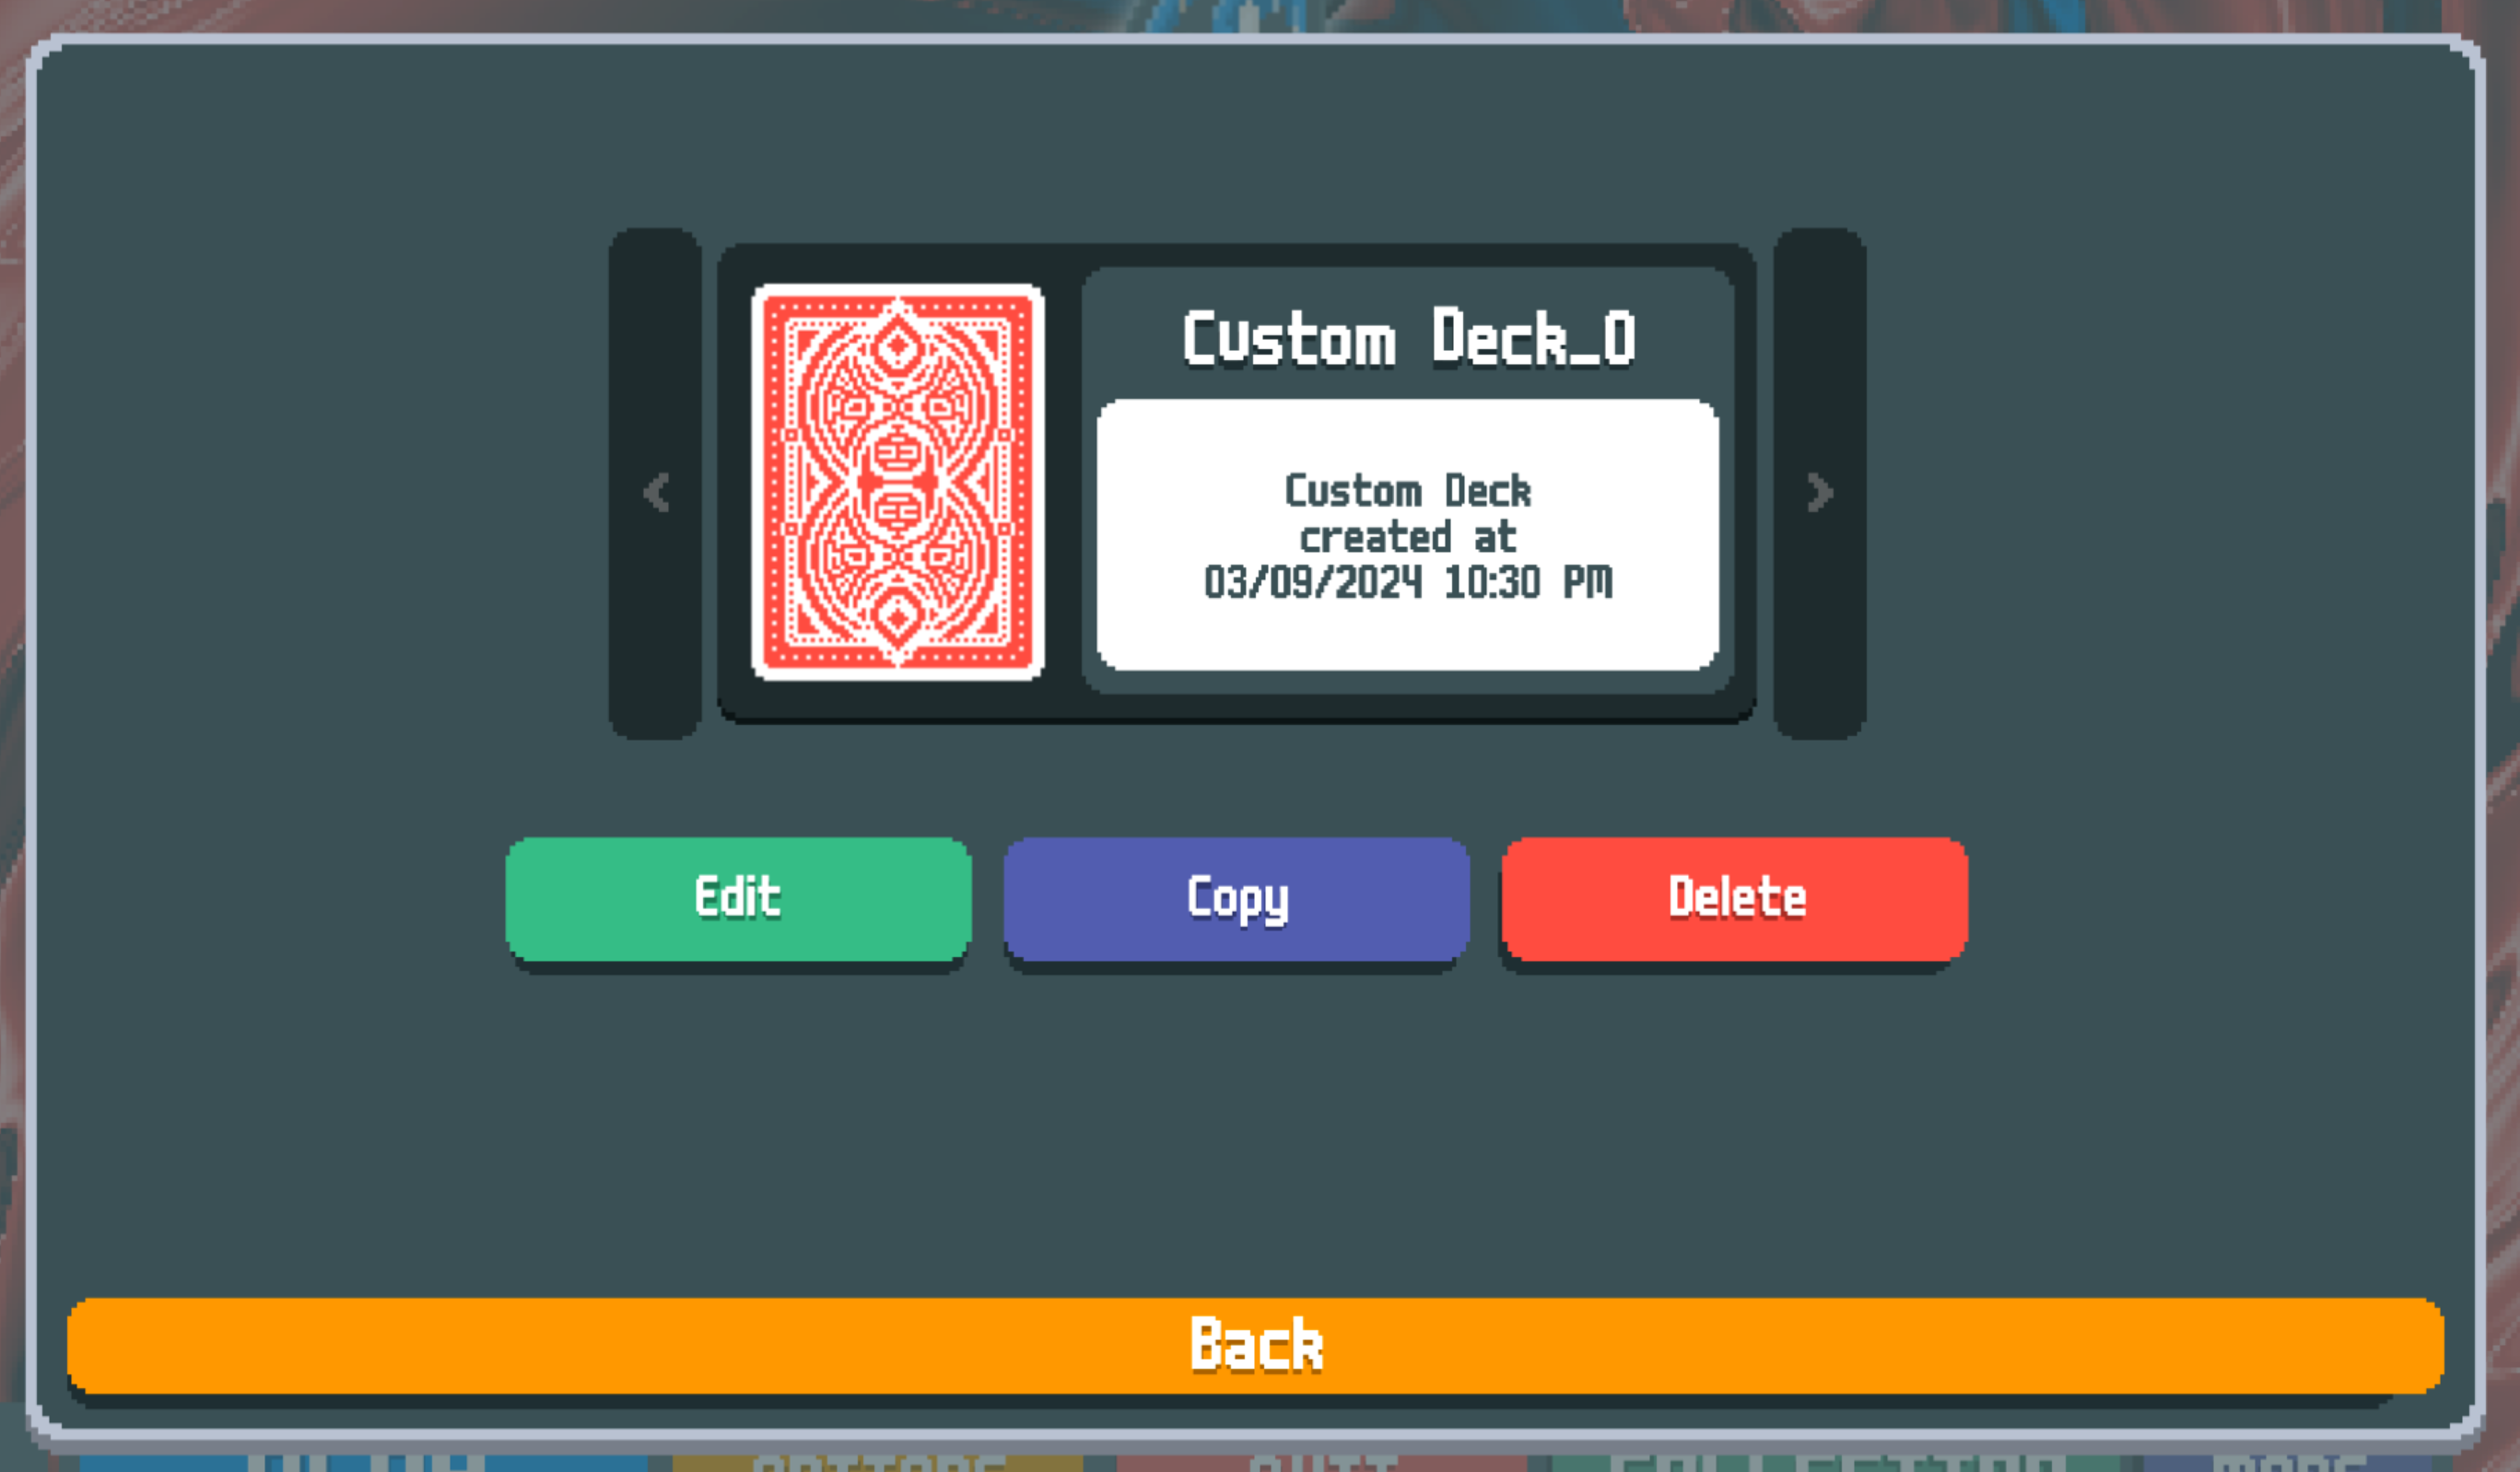 Custom Deck_0
Custom Deck
created at
03/09/2024 10:30 PM
<
>
Edit
Copy
Delete
Back